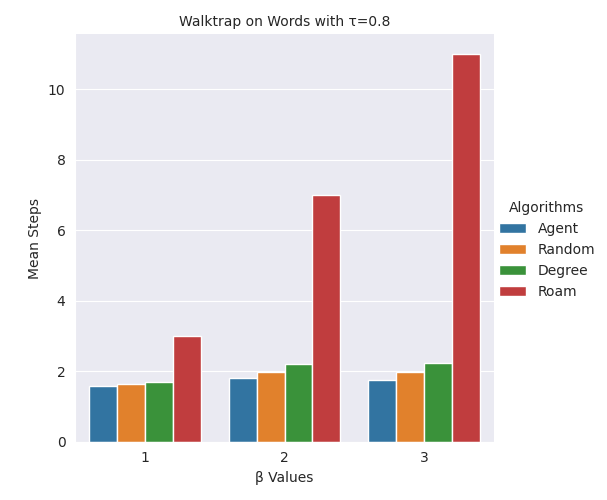 Walktrap on Words with τ=0.8
10
8
6
4
2
0
Mean Steps
1 2 3
β Values
Algorithms
Agent
Random
Degree
Roam